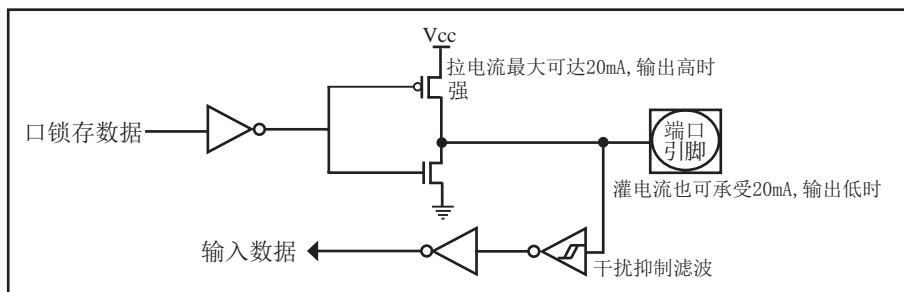 Vcc
拉电流最大可达20mA,输出高时
强
口锁存数据
端口
引脚
灌电流也可承受20mA,输出低时
输入数据
干扰抑制滤波